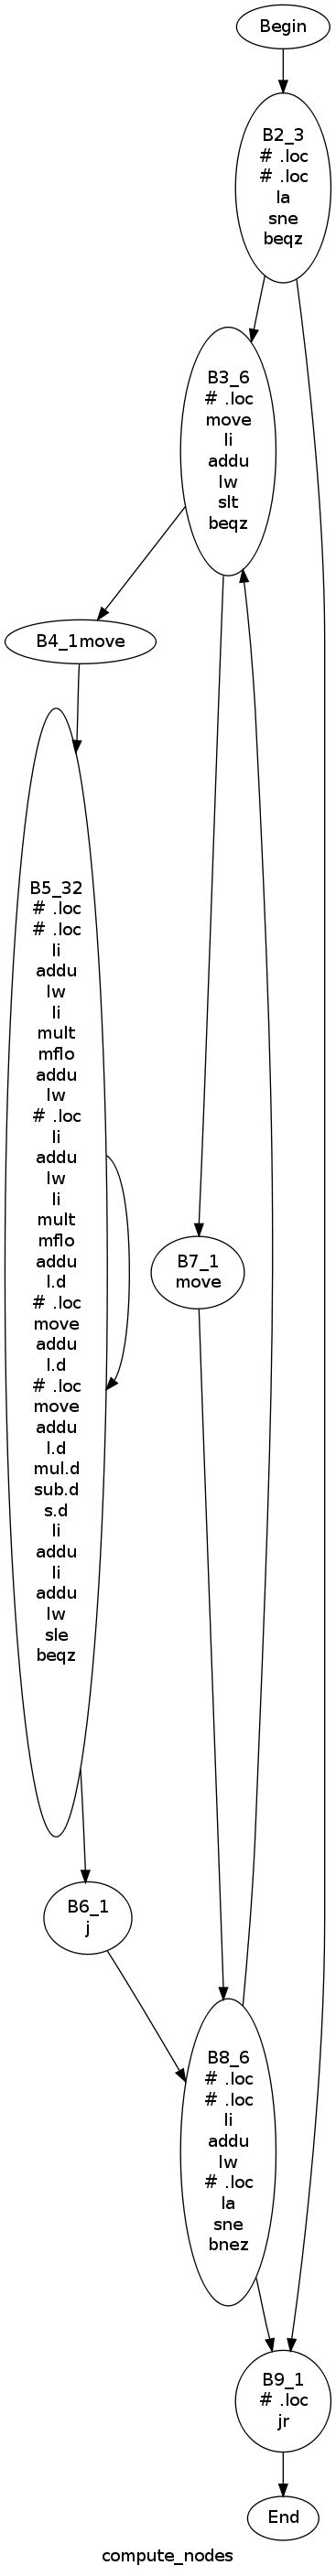 Begin
B2_3
# .loc
# .loc
la
sne
beqz
B3_6
# .loc
move
li
addu
lw
slt
beqz
B4_1move
B5_32
# .loc
# .loc
li
addu
lw
li
mult
mflo
addu
lw
# .loc
li
addu
lw
li
mult
mflo
addu
l.d
# .loc
move
addu
l.d
# .loc
move
addu
l.d
mul.d
sub.d
s.d
li
addu
li
addu
lw
sle
beqz
B7_1
move
B6_1
j
B8_6
# .loc
# .loc
li
addu
lw
# .loc
la
sne
bnez
B9_1
# .loc
jr
End
compute_nodes